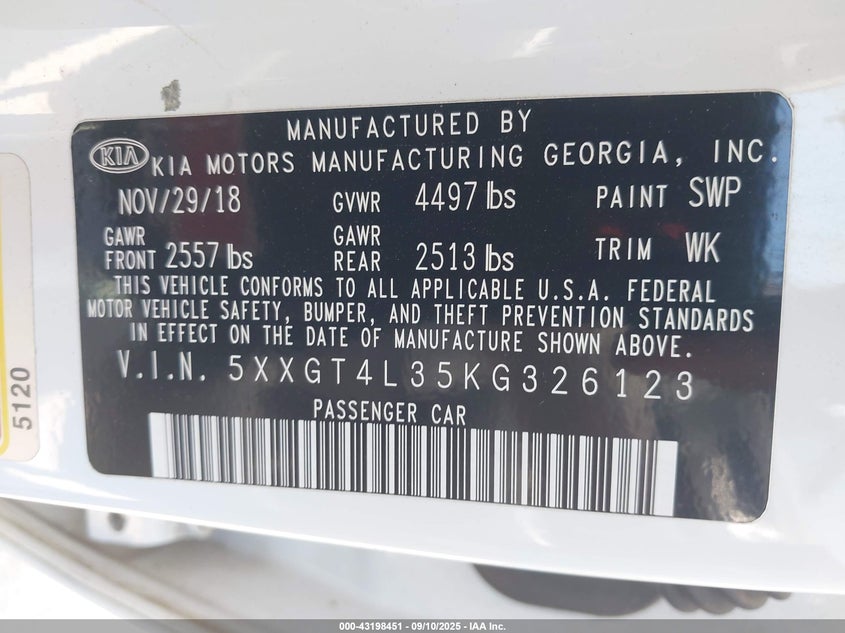 MANUFACTURED BY
KIA KIA MOTORS MANUFACTURING GEORGIA, INC.
NOV/29/18 GVWR 4497 lbs PAINT SWP
GAWR FRONT 2557 lbs GAWR REAR 2513 lbs TRIM WK
THIS VEHICLE CONFORMS TO ALL APPLICABLE U.S.A. FEDERAL
MOTOR VEHICLE SAFETY, BUMPER, AND THEFT PREVENTION STANDARDS
IN EFFECT ON THE DATE OF MANUFACTURE SHOWN ABOVE.
V.I.N. 5XXGT4L35KG326123
PASSENGER CAR
5120
000-43198451 - 09/10/2025 - IAA Inc.